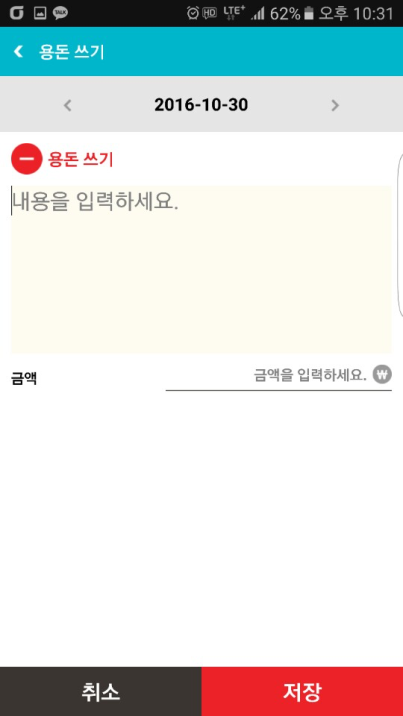 62% 오후 10:31
용돈 쓰기
2016-10-30
용돈 쓰기
내용을 입력하세요.
금액 금액을 입력하세요. ₩
취소 저장